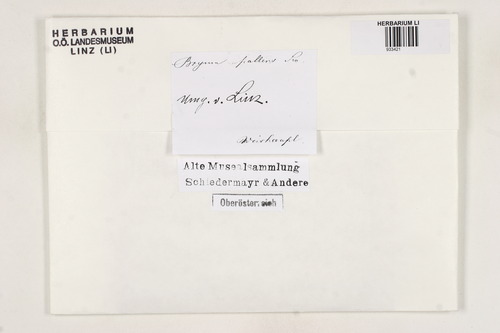 HERBARIUM
O.Ö. LANDESMUSEUM
LINZ (LI)
HERBARIUM LI
Bryum pallens Sw
Umg. v. Linz.
Alte Musealsammlung
Schiedermayr & Andere
Oberösterreich